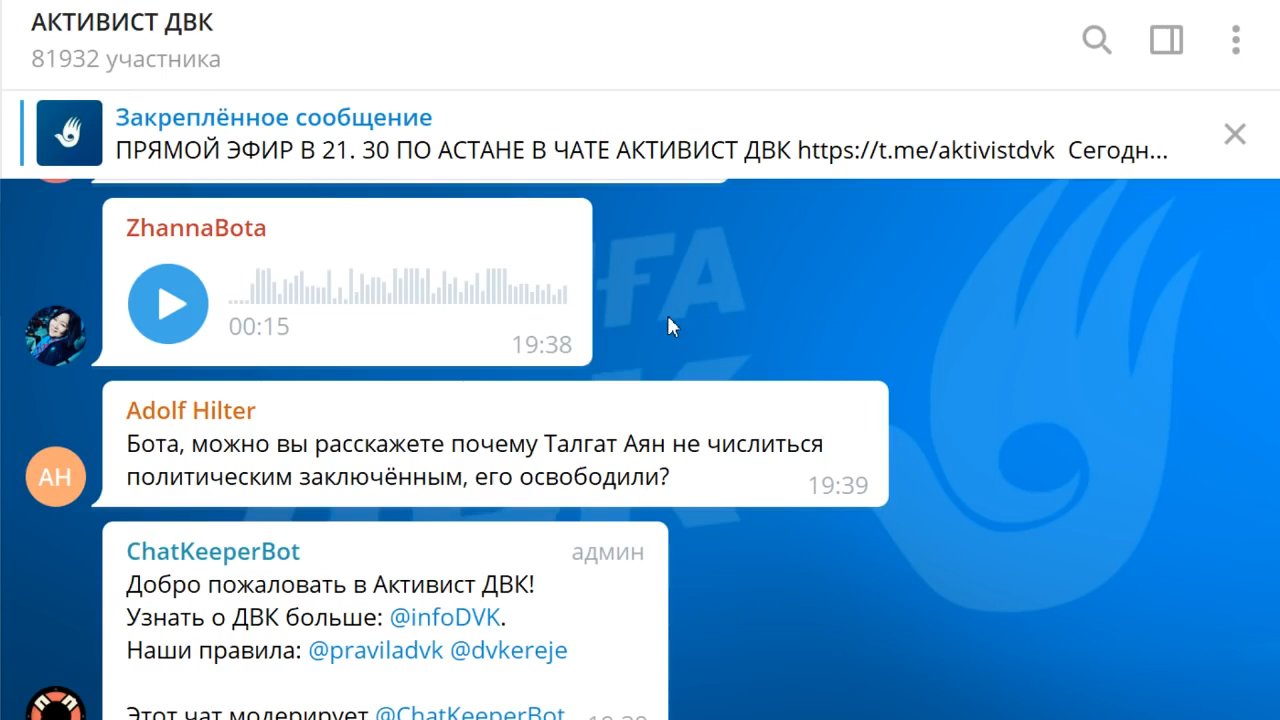 АКТИВИСТ ДВК
81932 участника
Закреплённое сообщение
ПРЯМОЙ ЭФИР В 21. 30 ПО АСТАНЕ В ЧАТЕ АКТИВИСТ ДВК https://t.me/aktivistdvk Сегодн...
ZhannaBota
00:15
19:38
Adolf Hilter
Бота, можно вы расскажете почему Талгат Аян не числиться
политическим заключённым, его освободили?
19:39
AH
ChatKeeperBot
админ
Добро пожаловать в Активист ДВК!
Узнать о ДВК больше: @infoDVK.
Наши правила: @praviladvk @dvkereje
Этот чат модерирует @ChatKeeperBot